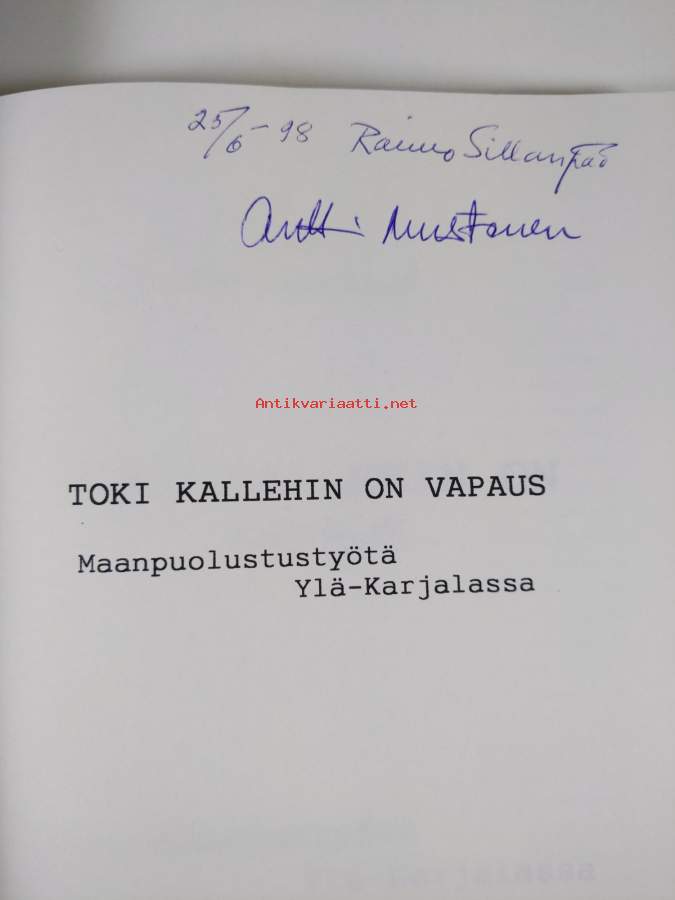 25/6-98 Raimo Sillanpää
Antti Mustonen
Antikvariaatti.net
TOKI KALLEHIN ON VAPAUS
Maanpuolustustyötä
Ylä-Karjalassa